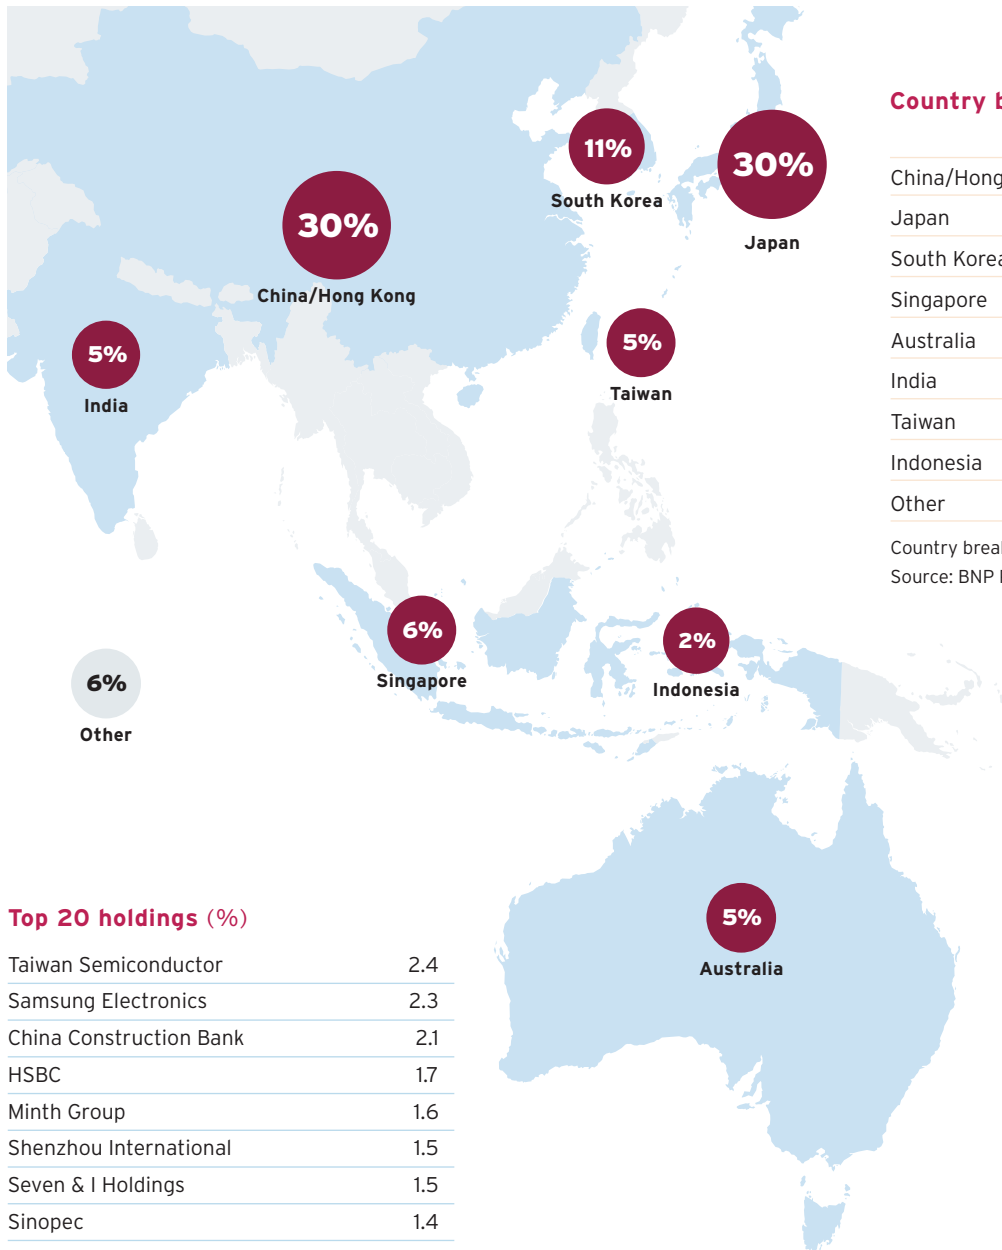 11%
South Korea
30%
Japan
30%
China/Hong Kong
5%
India
5%
Taiwan
6%
Singapore
2%
Indonesia
6%
Other
5%
Australia
Country
China/Hong
Japan
South Korea
Singapore
Australia
India
Taiwan
Indonesia
Other
Country
Source: BNP
Top 20 holdings (%)
Taiwan Semiconductor 2.4
Samsung Electronics 2.3
China Construction Bank 2.1
HSBC 1.7
Minth Group 1.6
Shenzhou International 1.5
Seven & I Holdings 1.5
Sinopec 1.4